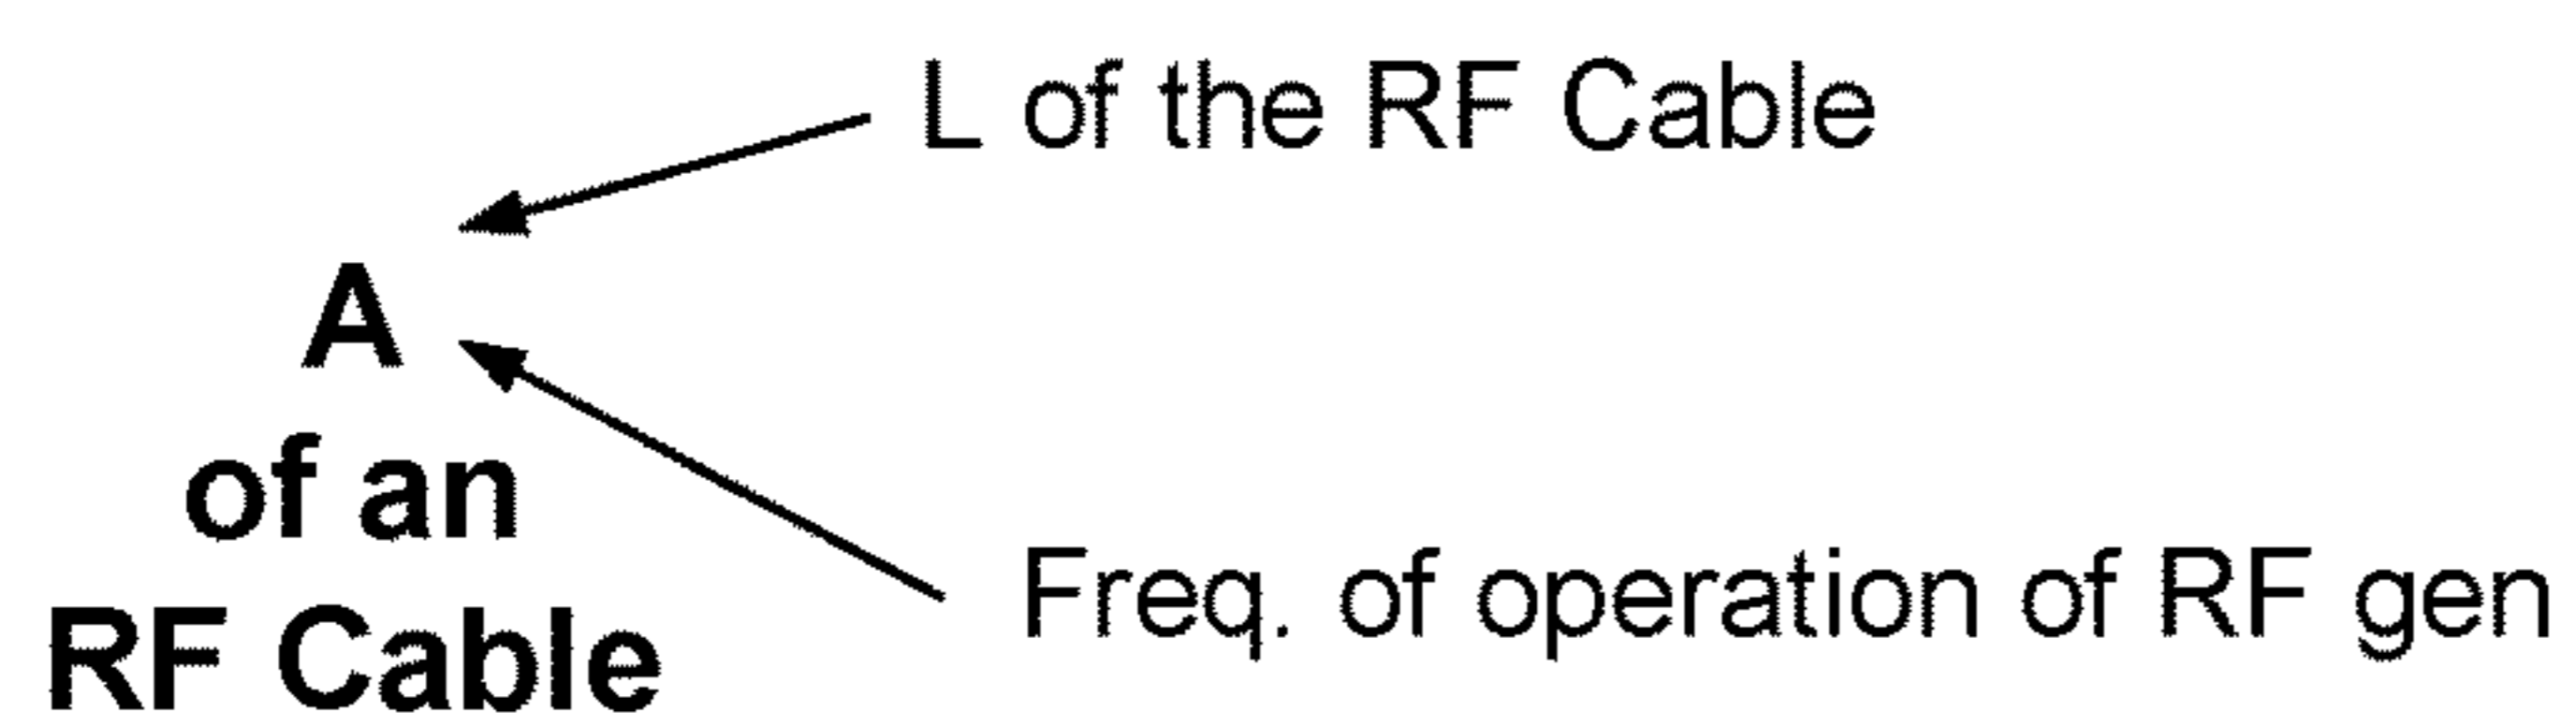 L of the RF Cable
A
of an
RF Cable
Freq. of operation of RF gen